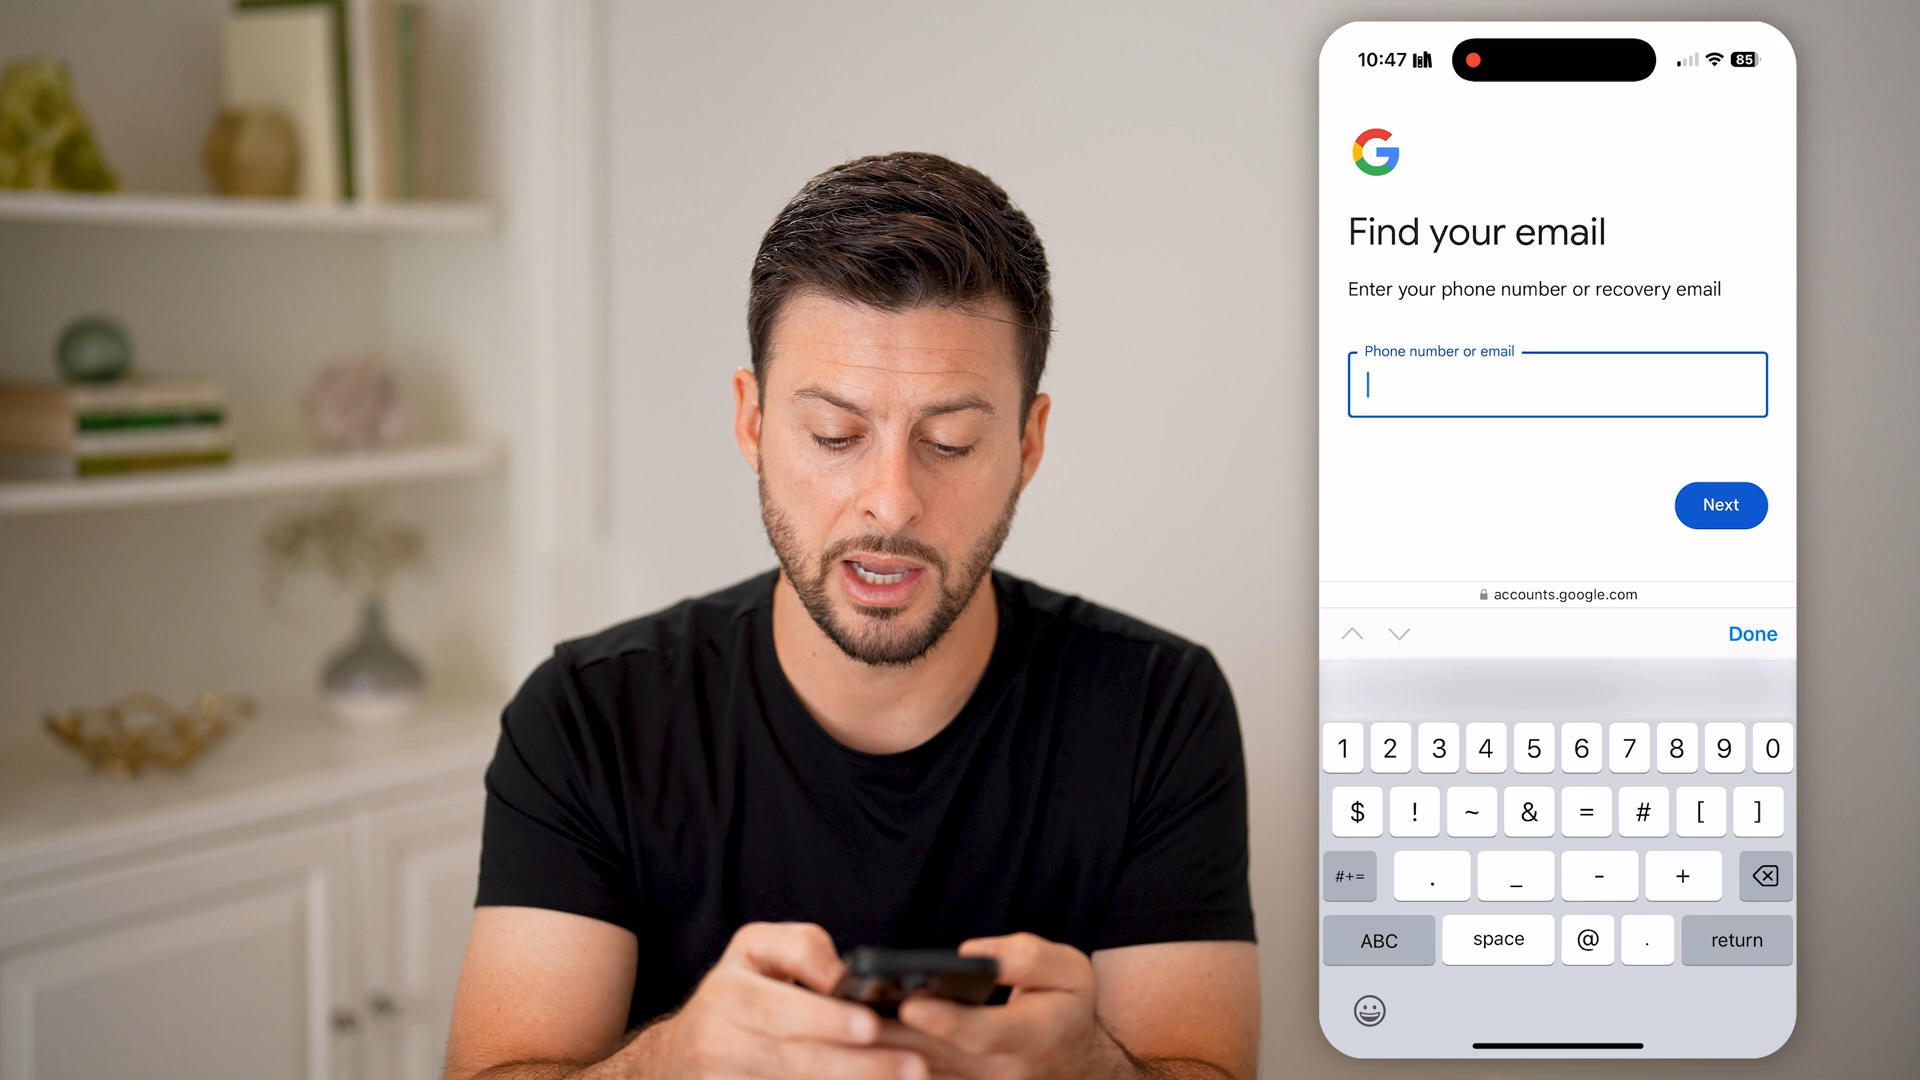 10:47
85
Find your email
Enter your phone number or recovery email
Phone number or email
Next
accounts.google.com
Done
1 2 3 4 5 6 7 8 9 0
$ ! ~ & = # [ ]
#+= . _ - +
ABC space @ . return